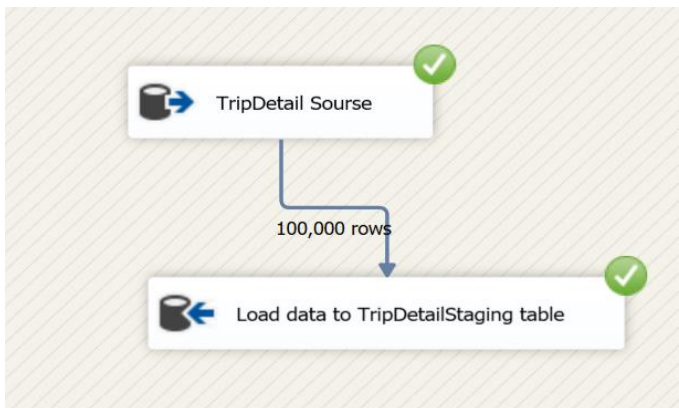 TripDetail Sourse
100,000 rows
Load data to TripDetailStaging table